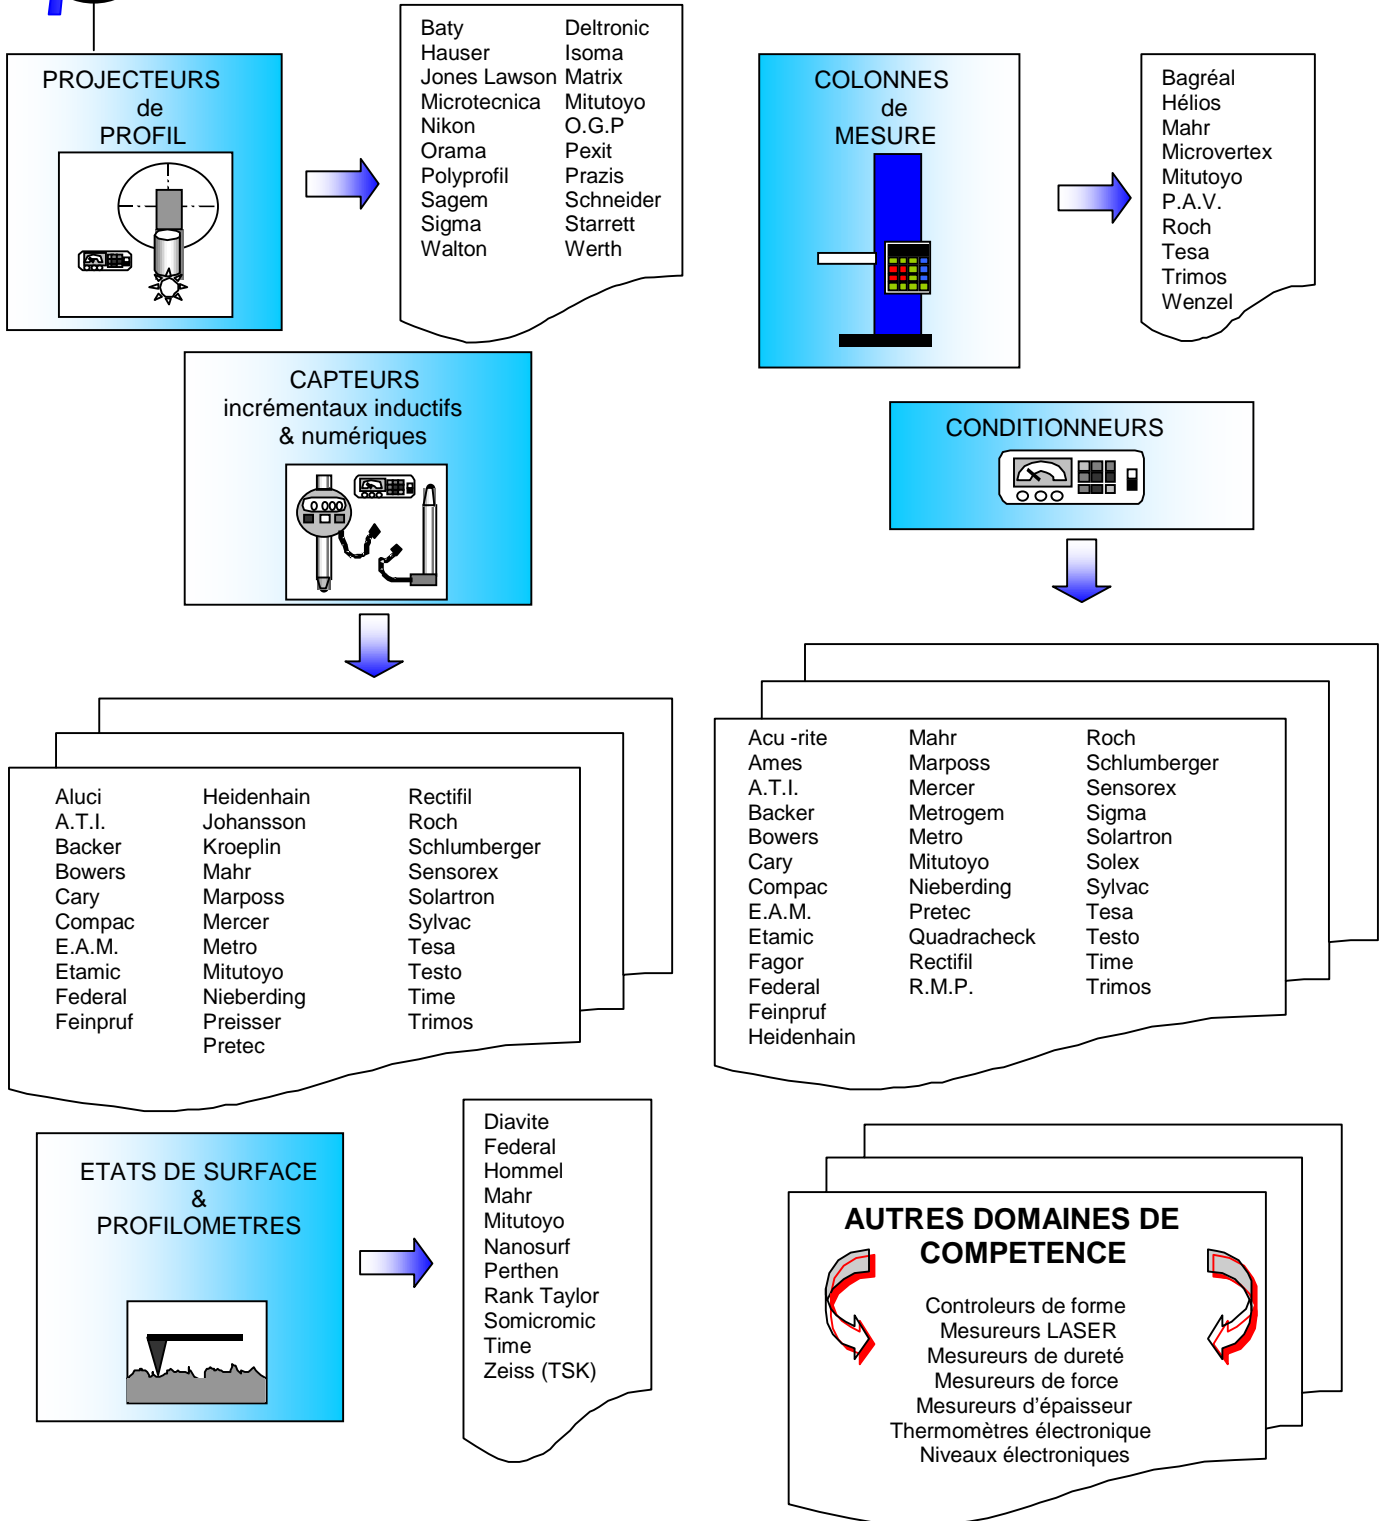 PROJECTEURS
de
PROFIL
Baty Deltronic
Hauser Isoma
Jones Lawson Matrix
Microtecnica Mitutoyo
Nikon O.G.P
Orama Pexit
Polyprofil Prazis
Sagem Schneider
Sigma Starrett
Walton Werth
COLONNES
de
MESURE
Bagréal
Hélios
Mahr
Microvertex
Mitutoyo
P.A.V.
Roch
Tesa
Trimos
Wenzel
CAPTEURS
incrémentaux inductifs
& numériques
0 000
CONDITIONNEURS
Aluci Heidenhain Rectifil
A.T.I. Johansson Roch
Backer Kroeplin Schlumberger
Bowers Mahr Sensorex
Cary Marposs Solartron
Compac Mercer Sylvac
E.A.M. Metro Tesa
Etamic Mitutoyo Testo
Federal Nieberding Time
Feinpruf Preisser Trimos
Pretec
Acu -rite Mahr Roch
Ames Marposs Schlumberger
A.T.I. Mercer Sensorex
Backer Metrogem Sigma
Bowers Metro Solartron
Cary Mitutoyo Solex
Compac Nieberding Sylvac
E.A.M. Pretec Tesa
Etamic Quadracheck Testo
Fagor Rectifil Time
Federal R.M.P. Trimos
Feinpruf
Heidenhain
ETATS DE SURFACE
&
PROFILOMETRES
Diavite
Federal
Hommel
Mahr
Mitutoyo
Nanosurf
Perthen
Rank Taylor
Somicromic
Time
Zeiss (TSK)
AUTRES DOMAINES DE
COMPETENCE
Controleurs de forme
Mesureurs LASER
Mesureurs de dureté
Mesureurs de force
Mesureurs d'épaisseur
Thermomètres électronique
Niveaux électroniques